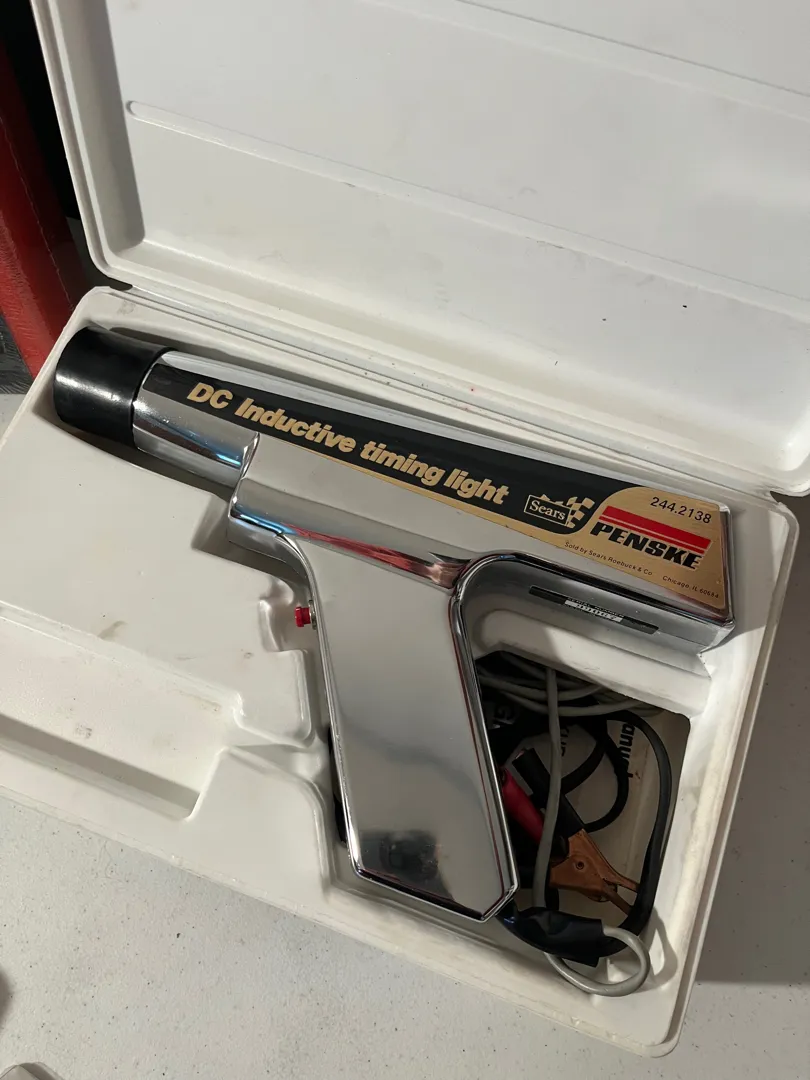 DC Inductive timing light
Sears
244.2138
PENSKE
Sold by Sears Roebuck & Co. Chicago, IL 60684